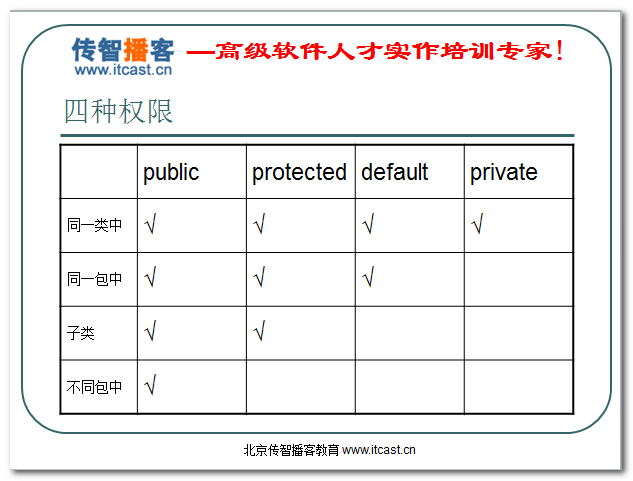 传智播客 —高级软件人才实作培训专家!
www.itcast.cn
四种权限
public protected default private
同一类中 √ √ √ √
同一包中 √ √ √
子类 √ √
不同包中 √
北京传智播客教育 www.itcast.cn